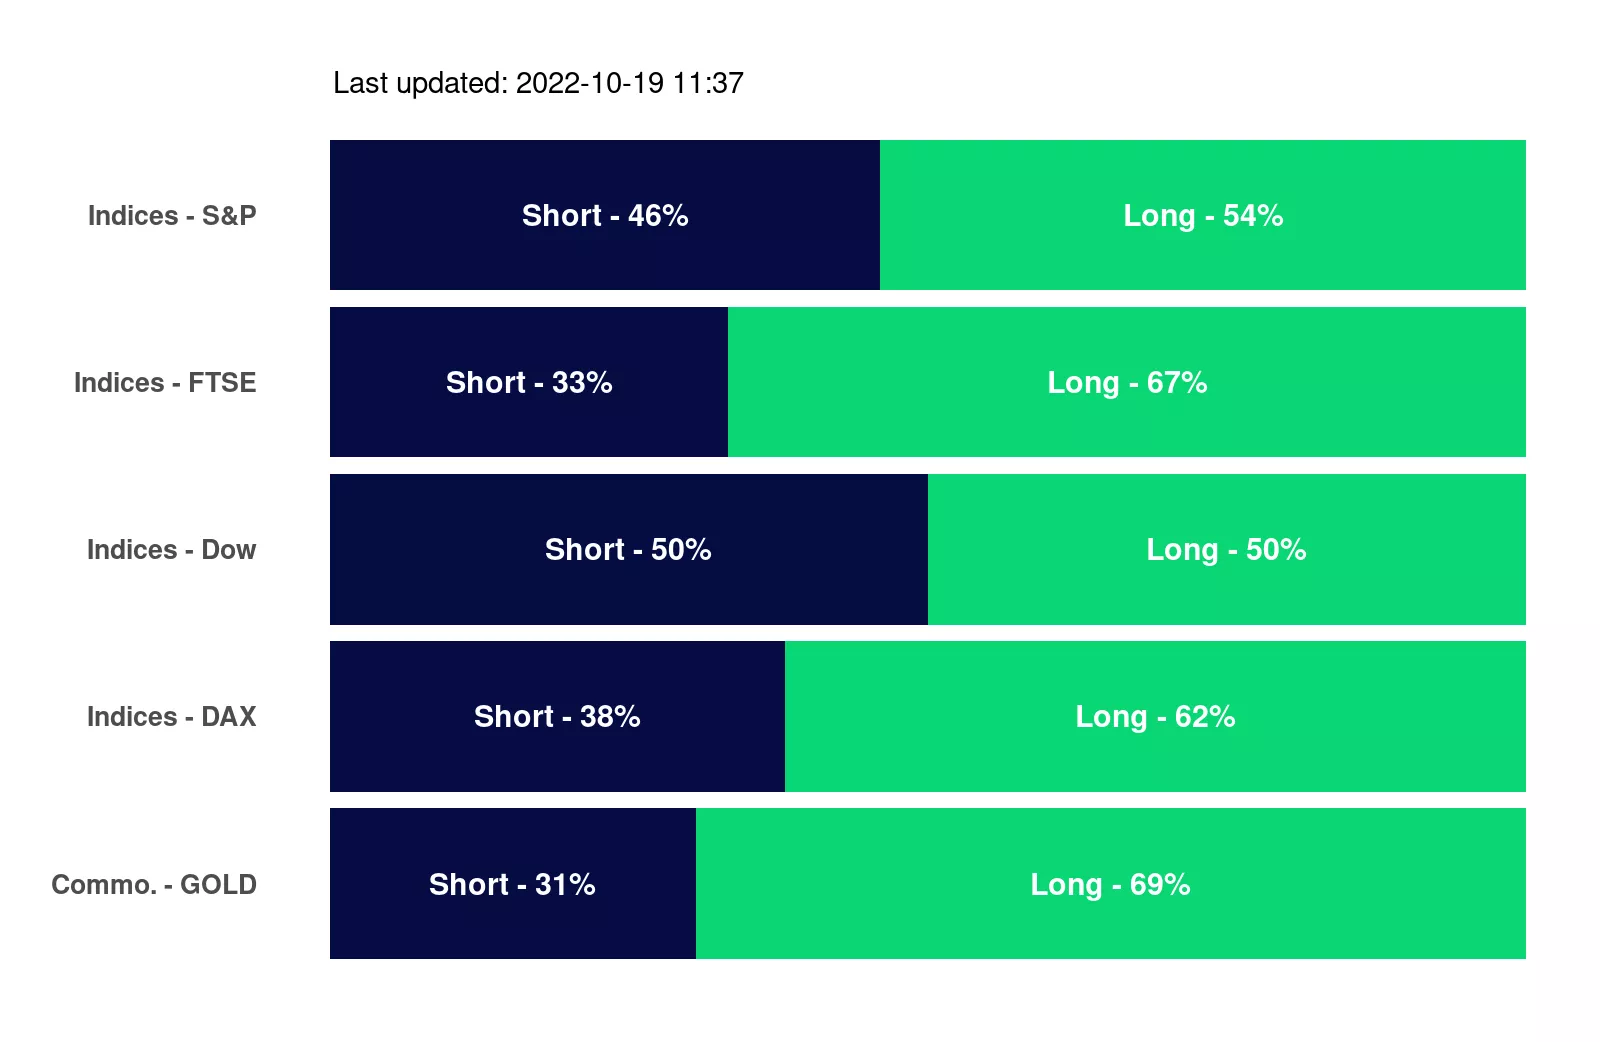 Last updated: 2022-10-19 11:37
Indices - S&P Short - 46% Long - 54%
Indices - FTSE Short - 33% Long - 67%
Indices - Dow Short - 50% Long - 50%
Indices - DAX Short - 38% Long - 62%
Commo. - GOLD Short - 31% Long - 69%